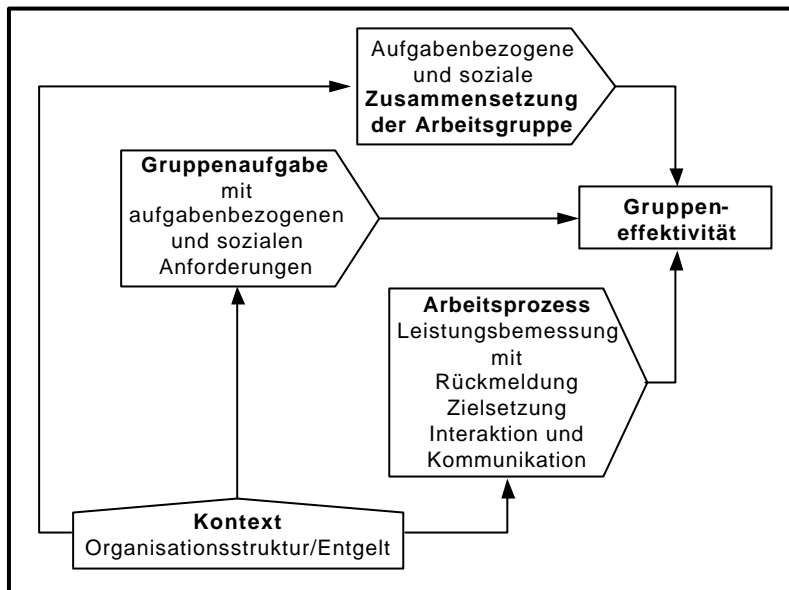 Aufgabenbezogene
und soziale
Zusammensetzung
der Arbeitsgruppe
Gruppenaufgabe
mit
aufgabenbezogenen
und sozialen
Anforderungen
Gruppen-
effektivität
Arbeitsprozess
Leistungsbemessung
mit
Rückmeldung
Zielsetzung
Interaktion und
Kommunikation
Kontext
Organisationsstruktur/Entgelt